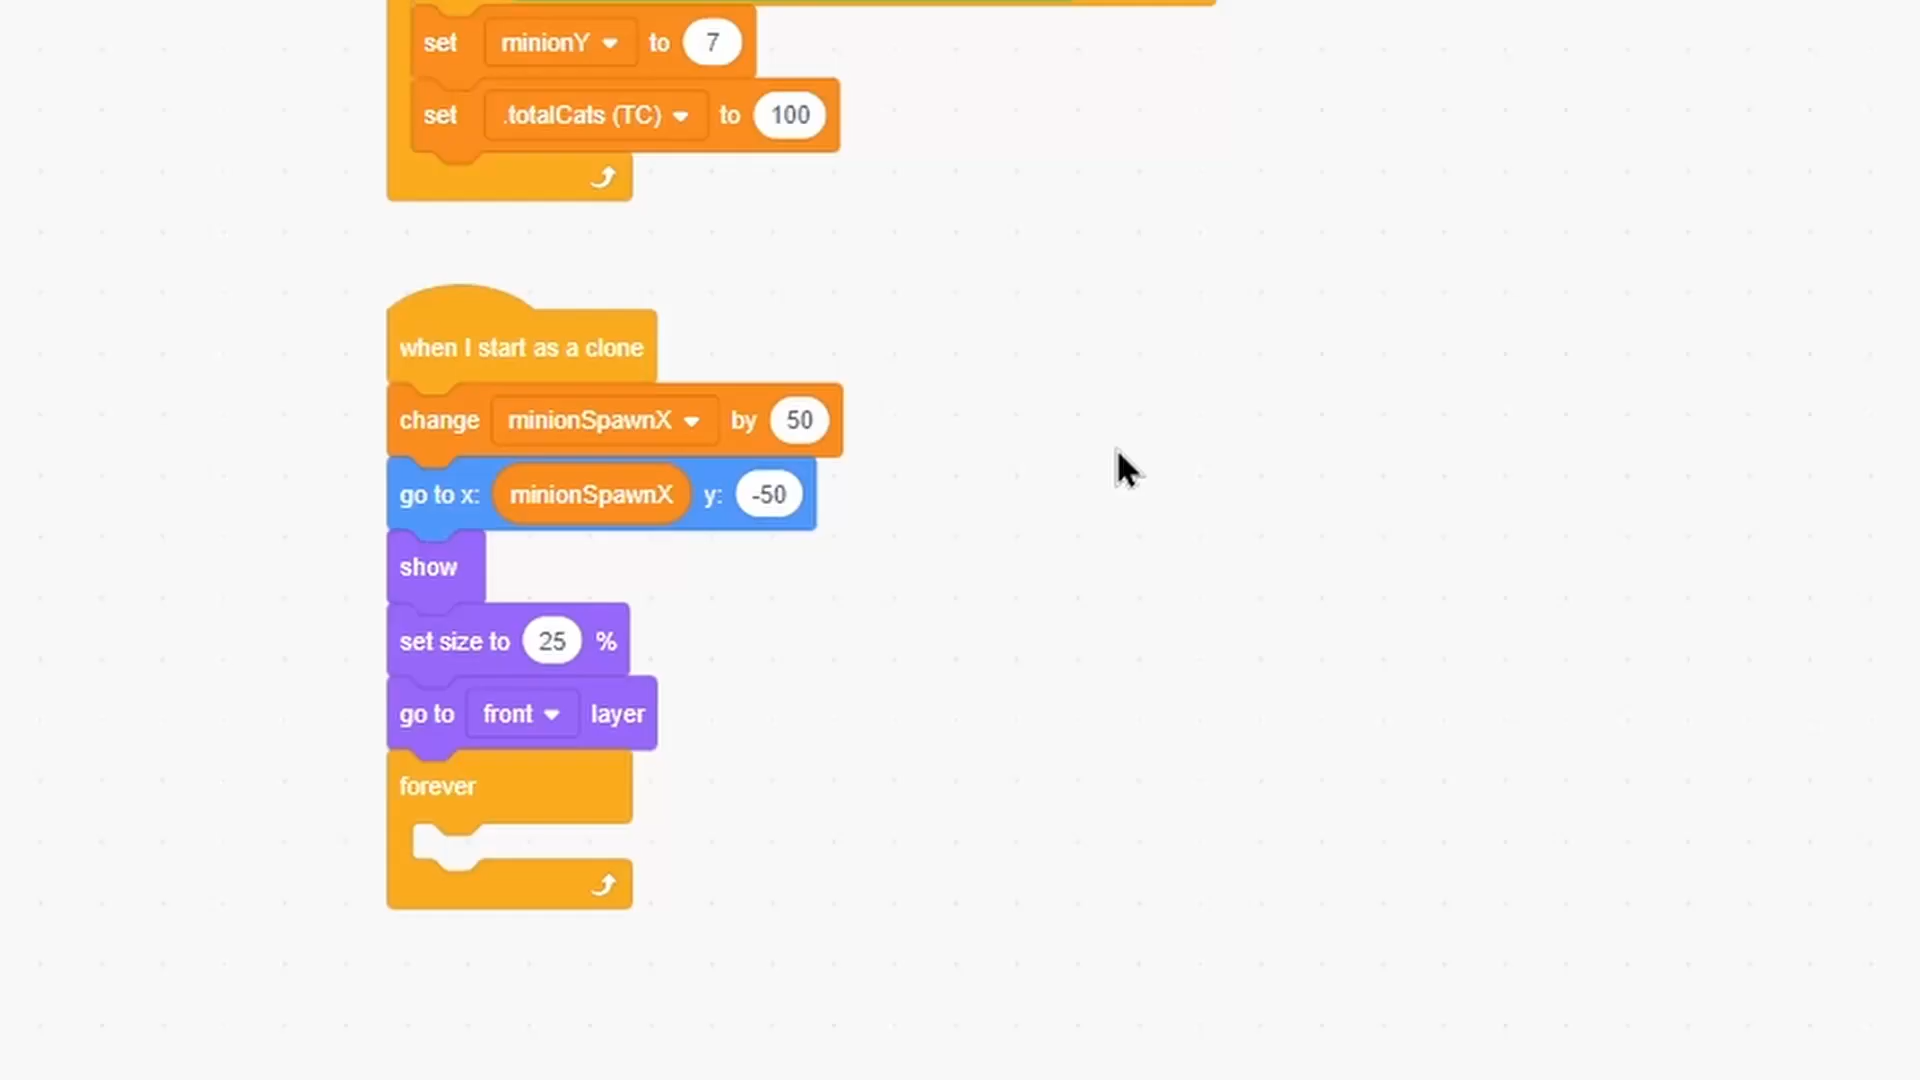 set minionY to 7
set .totalCats (TC) to 100
when I start as a clone
change minionSpawnX by 50
go to x: minionSpawnX y: -50
show
set size to 25 %
go to front layer
forever